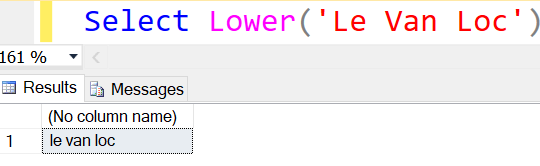 Select Lower('Le Van Loc')
161 %
Results Messages
(No column name)
1 le van loc